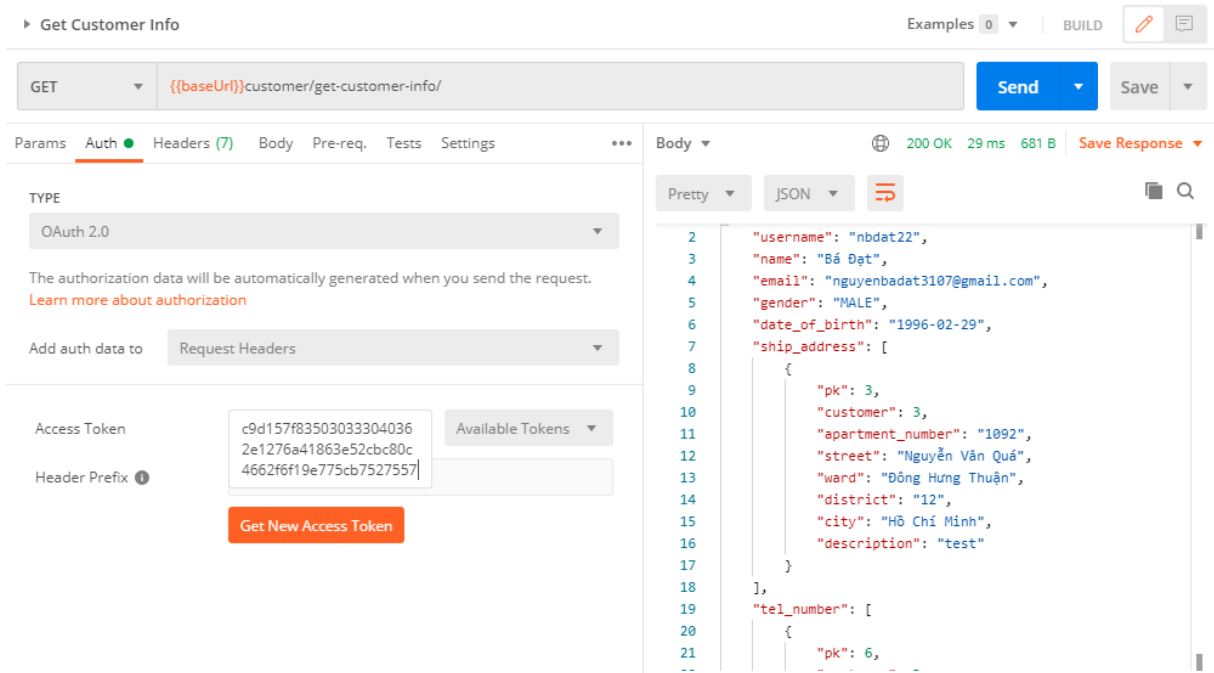 Get Customer Info
Examples 0
BUILD
GET
{{baseUrl}}customer/get-customer-info/
Send
Save
Params Auth Headers (7) Body Pre-req. Tests Settings
TYPE
OAuth 2.0
The authorization data will be automatically generated when you send the request.
Learn more about authorization
Add auth data to
Request Headers
Access Token
c9d157f83503033304036
2e1276a41863e52cbc80c
4662f6f19e775cb7527557
Available Tokens
Header Prefix
Get New Access Token
Body
200 OK 29 ms 681 B Save Response
Pretty JSON
2 "username": "nbdat22",
3 "name": "Bá Đạt",
4 "email": "nguyenbadat3107@gmail.com",
5 "gender": "MALE",
6 "date_of_birth": "1996-02-29",
7 "ship_address": [
8 {
9 "pk": 3,
10 "customer": 3,
11 "apartment_number": "1092",
12 "street": "Nguyễn Văn Quá",
13 "ward": "Đông Hưng Thuận",
14 "district": "12",
15 "city": "Hồ Chí Minh",
16 "description": "test"
17 }
18 ],
19 "tel_number": [
20 {
21 "pk": 6,